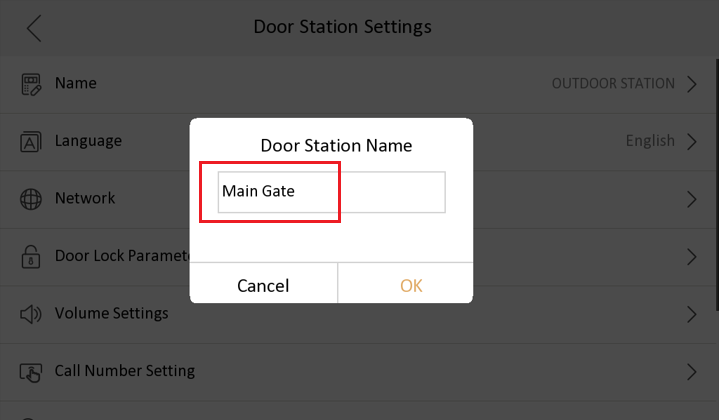 Door Station Settings
Name
OUTDOOR STATION
Language
English
Door Station Name
Main Gate
Network
Door Lock Paramete
Cancel
OK
Volume Settings
Call Number Setting